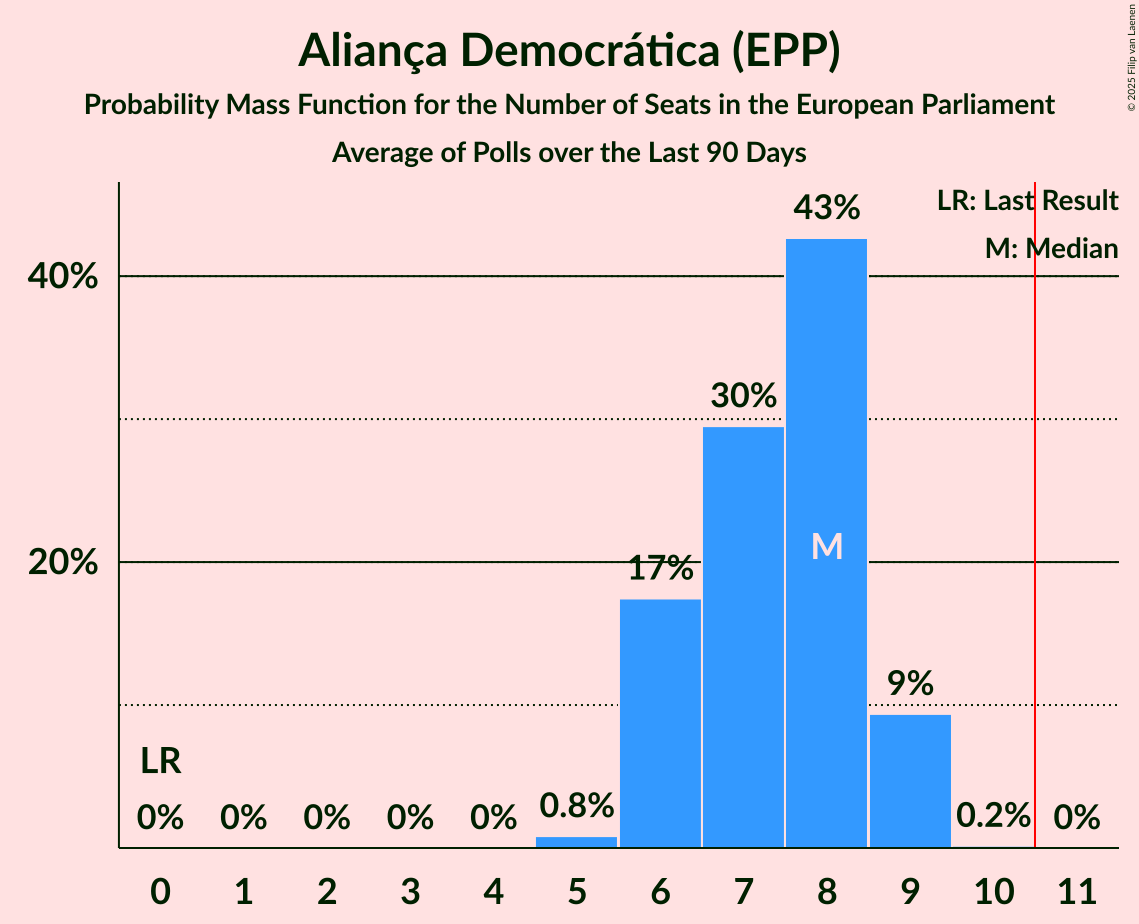 Aliança Democrática (EPP)
Probability Mass Function for the Number of Seats in the European Parliament
Average of Polls over the Last 90 Days
© 2025 Filip van Laenen
LR: Last Result
M: Median
43%
40%
30%
M
20%
17%
9%
LR
0% 0% 0% 0% 0% 0.8% 0.2% 0%
0 1 2 3 4 5 6 7 8 9 10 11